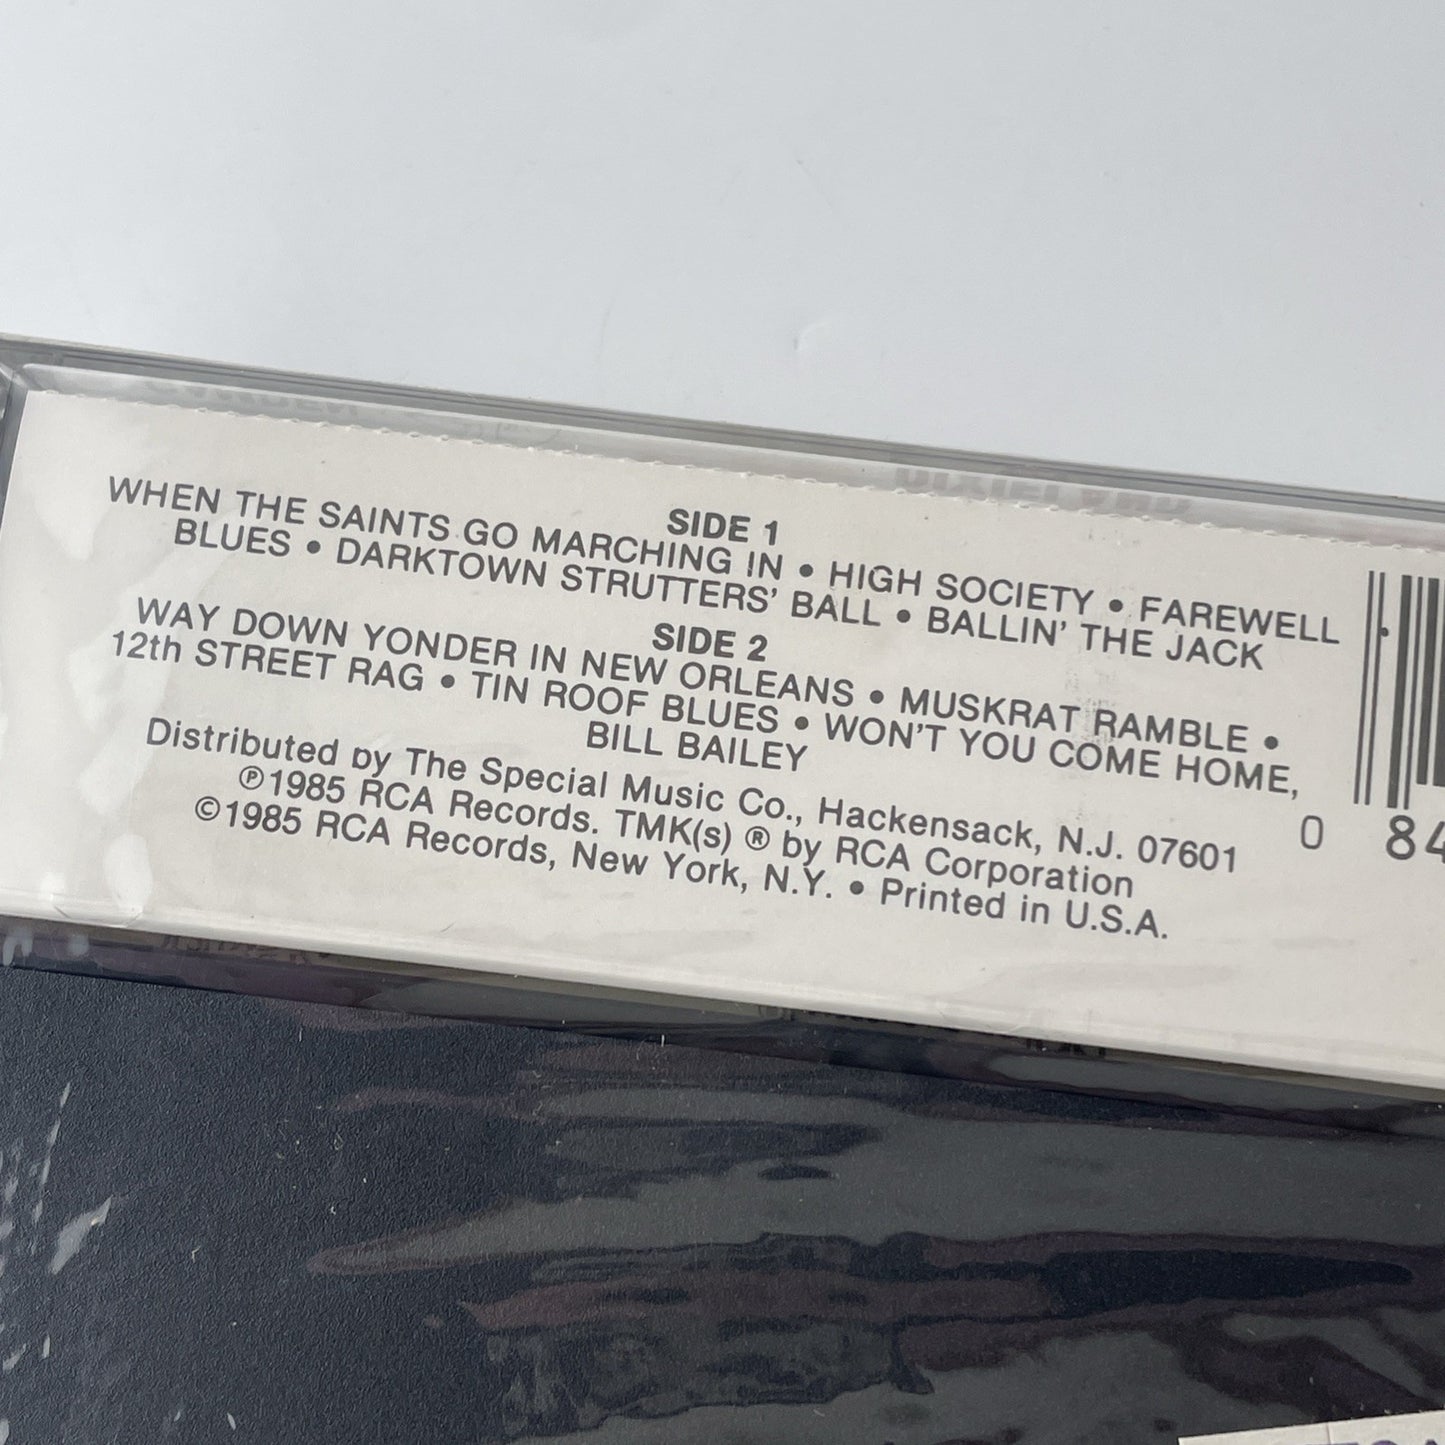 SIDE 1
WHEN THE SAINTS GO MARCHING IN • HIGH SOCIETY • FAREWELL
BLUES • DARKTOWN STRUTTERS' BALL • BALLIN' THE JACK
SIDE 2
WAY DOWN YONDER IN NEW ORLEANS • MUSKRAT RAMBLE •
12th STREET RAG • TIN ROOF BLUES • WON'T YOU COME HOME,
BILL BAILEY
Distributed by The Special Music Co., Hackensack, N.J. 07601
℗1985 RCA Records. TMK(s) ® by RCA Corporation
©1985 RCA Records, New York, N.Y. • Printed in U.S.A.
0 84